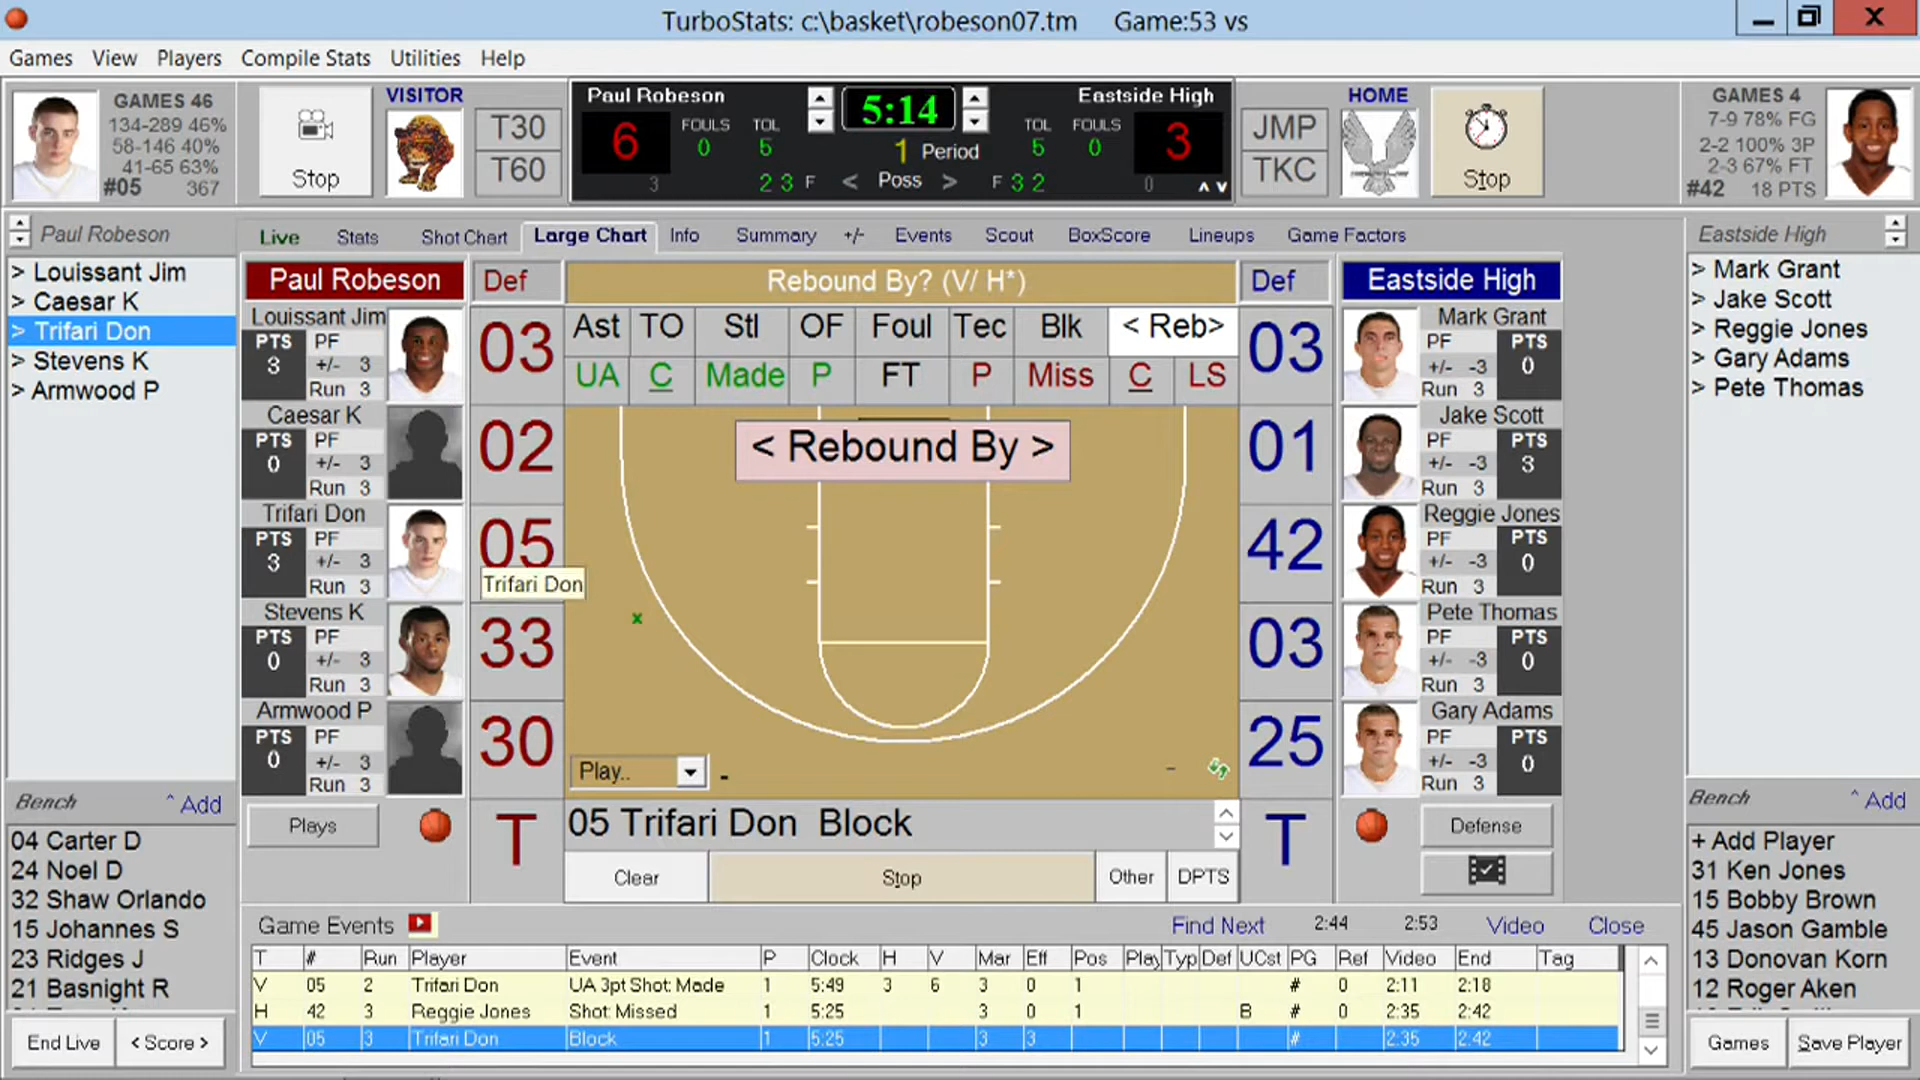 TurboStats: c:\basket\robeson07.tm Game:53 vs
Games View Players Compile Stats Utilities Help
GAMES 46
134-289 46%
58-146 40%
41-65 63%
#05 367
Stop
VISITOR
T30
T60
Paul Robeson 5:14 Eastside High
6 FOULS TOL TOL FOULS 3
0 5 1 Period 5 0
3 2 3 F < Poss > F 3 2 0
HOME
JMP
TKC
Stop
GAMES 4
7-9 78% FG
2-2 100% 3P
2-3 67% FT
#42 18 PTS
Paul Robeson
> Louissant Jim
> Caesar K
> Trifari Don
> Stevens K
> Armwood P
Live Stats Shot Chart Large Chart Info Summary +/- Events Scout BoxScore Lineups Game Factors
Paul Robeson Def Rebound By? (V/ H*) Def Eastside High
Louissant Jim
PTS PF
3 +/- 3
Run 3
Caesar K
PTS PF
0 +/- 3
Run 3
Trifari Don
PTS PF
3 +/- 3
Run 3
Stevens K
PTS PF
0 +/- 3
Run 3
Armwood P
PTS PF
0 +/- 3
Run 3
Plays
03
02
05
Trifari Don
33
30
T
Ast TO Stl OF Foul Tec Blk < Reb>
UA C Made P FT P Miss C LS
< Rebound By >
x
Play..
05 Trifari Don Block
Clear Stop Other DPTS
03
01
42
03
25
T
Mark Grant
PF PTS
+/- -3 0
Run 3
Jake Scott
PF PTS
+/- -3 3
Run 3
Reggie Jones
PF PTS
+/- -3 0
Run 3
Pete Thomas
PF PTS
+/- -3 0
Run 3
Gary Adams
PF PTS
+/- -3 0
Run 3
Defense
Eastside High
> Mark Grant
> Jake Scott
> Reggie Jones
> Gary Adams
> Pete Thomas
Bench ^ Add
04 Carter D
24 Noel D
32 Shaw Orlando
15 Johannes S
23 Ridges J
21 Basnight R
End Live < Score >
Game Events Find Next 2:44 2:53 Video Close
T # Run Player Event P Clock H V Mar Eff Pos Play Typ Def UCst PG Ref Video End Tag
V 05 2 Trifari Don UA 3pt Shot: Made 1 5:49 3 6 3 0 1 # 0 2:11 2:18
H 42 3 Reggie Jones Shot: Missed 1 5:25 3 0 1 B # 0 2:35 2:42
V 05 3 Trifari Don Block 1 5:25 3 3 # 2:35 2:42
Bench ^ Add
+ Add Player
31 Ken Jones
15 Bobby Brown
45 Jason Gamble
13 Donovan Korn
12 Roger Aken
Games Save Player